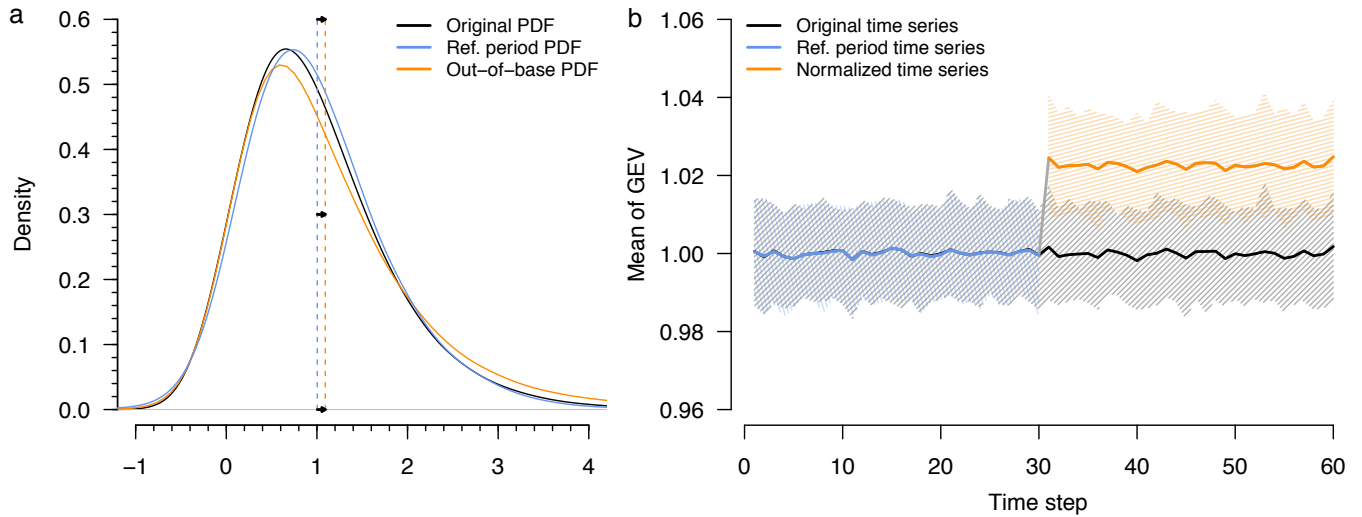 a
0.6
0.5
0.4
0.3
0.2
0.1
0.0
Density
Original PDF
Ref. period PDF
Out−of−base PDF
−1
0
1
2
3
4
b
1.06
1.04
1.02
1.00
0.98
0.96
Mean of GEV
Original time series
Ref. period time series
Normalized time series
0
10
20
30
40
50
60
Time step